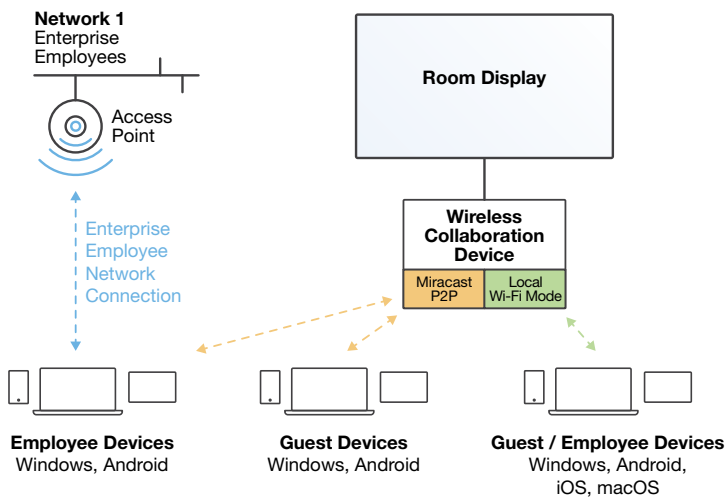 Network 1
Enterprise
Employees
Access
Point
Enterprise
Employee
Network
Connection
Room Display
Wireless
Collaboration
Device
Miracast
P2P
Local
Wi-Fi Mode
Employee Devices
Windows, Android
Guest Devices
Windows, Android
Guest / Employee Devices
Windows, Android,
iOS, macOS